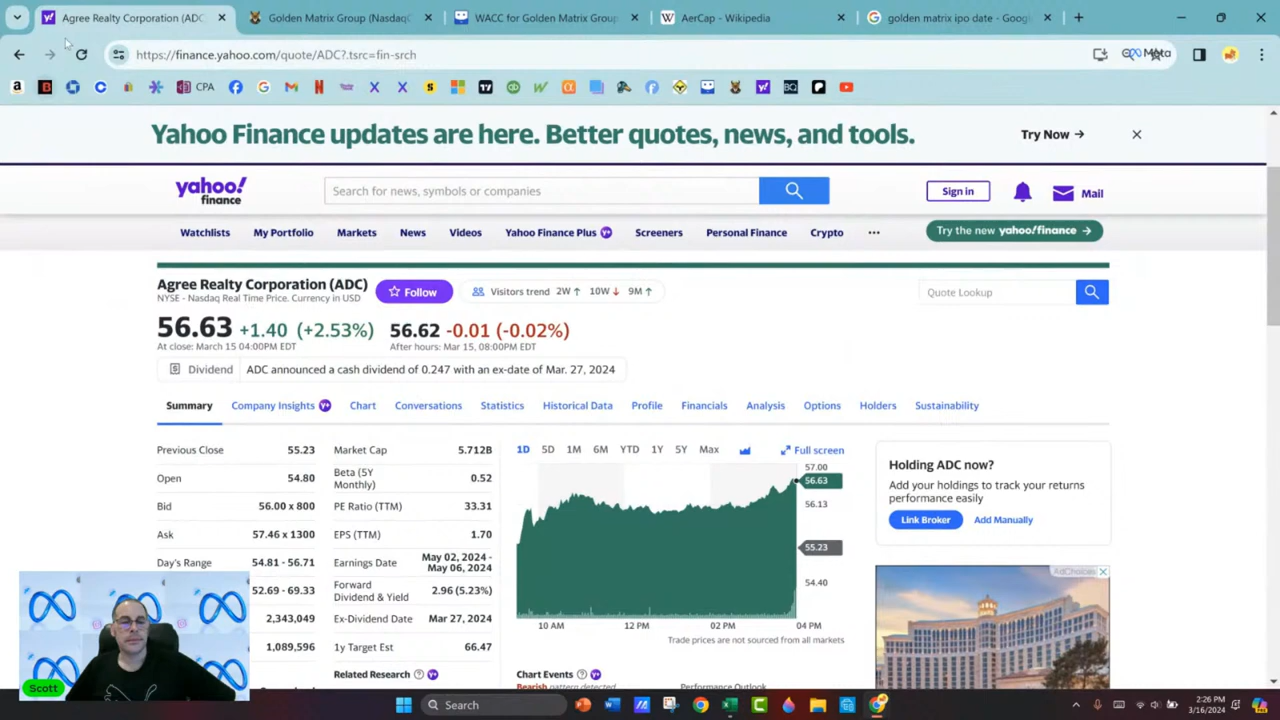 Agree Realty Corporation (ADC
Golden Matrix Group (Nasdaq
WACC for Golden Matrix Group
AerCap - Wikipedia
golden matrix ipo date - Googl
https://finance.yahoo.com/quote/ADC?.tsrc=fin-srch
Meta
CPA
Yahoo Finance updates are here. Better quotes, news, and tools.
Try Now →
yahoo!
finance
Search for news, symbols or companies
Sign in
Mail
Watchlists
My Portfolio
Markets
News
Videos
Yahoo Finance Plus
Screeners
Personal Finance
Crypto
...
Try the new yahoo!finance →
Agree Realty Corporation (ADC)
NYSE - Nasdaq Real Time Price. Currency in USD
Follow
Visitors trend 2W ↑ 10W ↓ 9M ↑
Quote Lookup
56.63 +1.40 (+2.53%)
At close: March 15 04:00PM EDT
56.62 -0.01 (-0.02%)
After hours: Mar 15, 08:00PM EDT
Dividend
ADC announced a cash dividend of 0.247 with an ex-date of Mar. 27, 2024
Summary
Company Insights
Chart
Conversations
Statistics
Historical Data
Profile
Financials
Analysis
Options
Holders
Sustainability
Previous Close 55.23
Open 54.80
Bid 56.00 x 800
Ask 57.46 x 1300
Day's Range 54.81 - 56.71
52.69 - 69.33
2,343,049
1,089,596
Market Cap 5.712B
Beta (5Y
Monthly) 0.52
PE Ratio (TTM) 33.31
EPS (TTM) 1.70
Earnings Date May 02, 2024 -
May 06, 2024
Forward
Dividend & Yield 2.96 (5.23%)
Ex-Dividend Date Mar 27, 2024
1y Target Est 66.47
Related Research
1D 5D 1M 6M YTD 1Y 5Y Max
Full screen
57.00
56.63
56.13
55.23
54.40
10 AM 12 PM 02 PM 04 PM
Trade prices are not sourced from all markets
Chart Events
Bearish pattern detected
Performance Outlook
Holding ADC now?
Add your holdings to track your returns
performance easily
Link Broker
Add Manually
AdChoices
Scott
Search
2:26 PM
3/16/2024